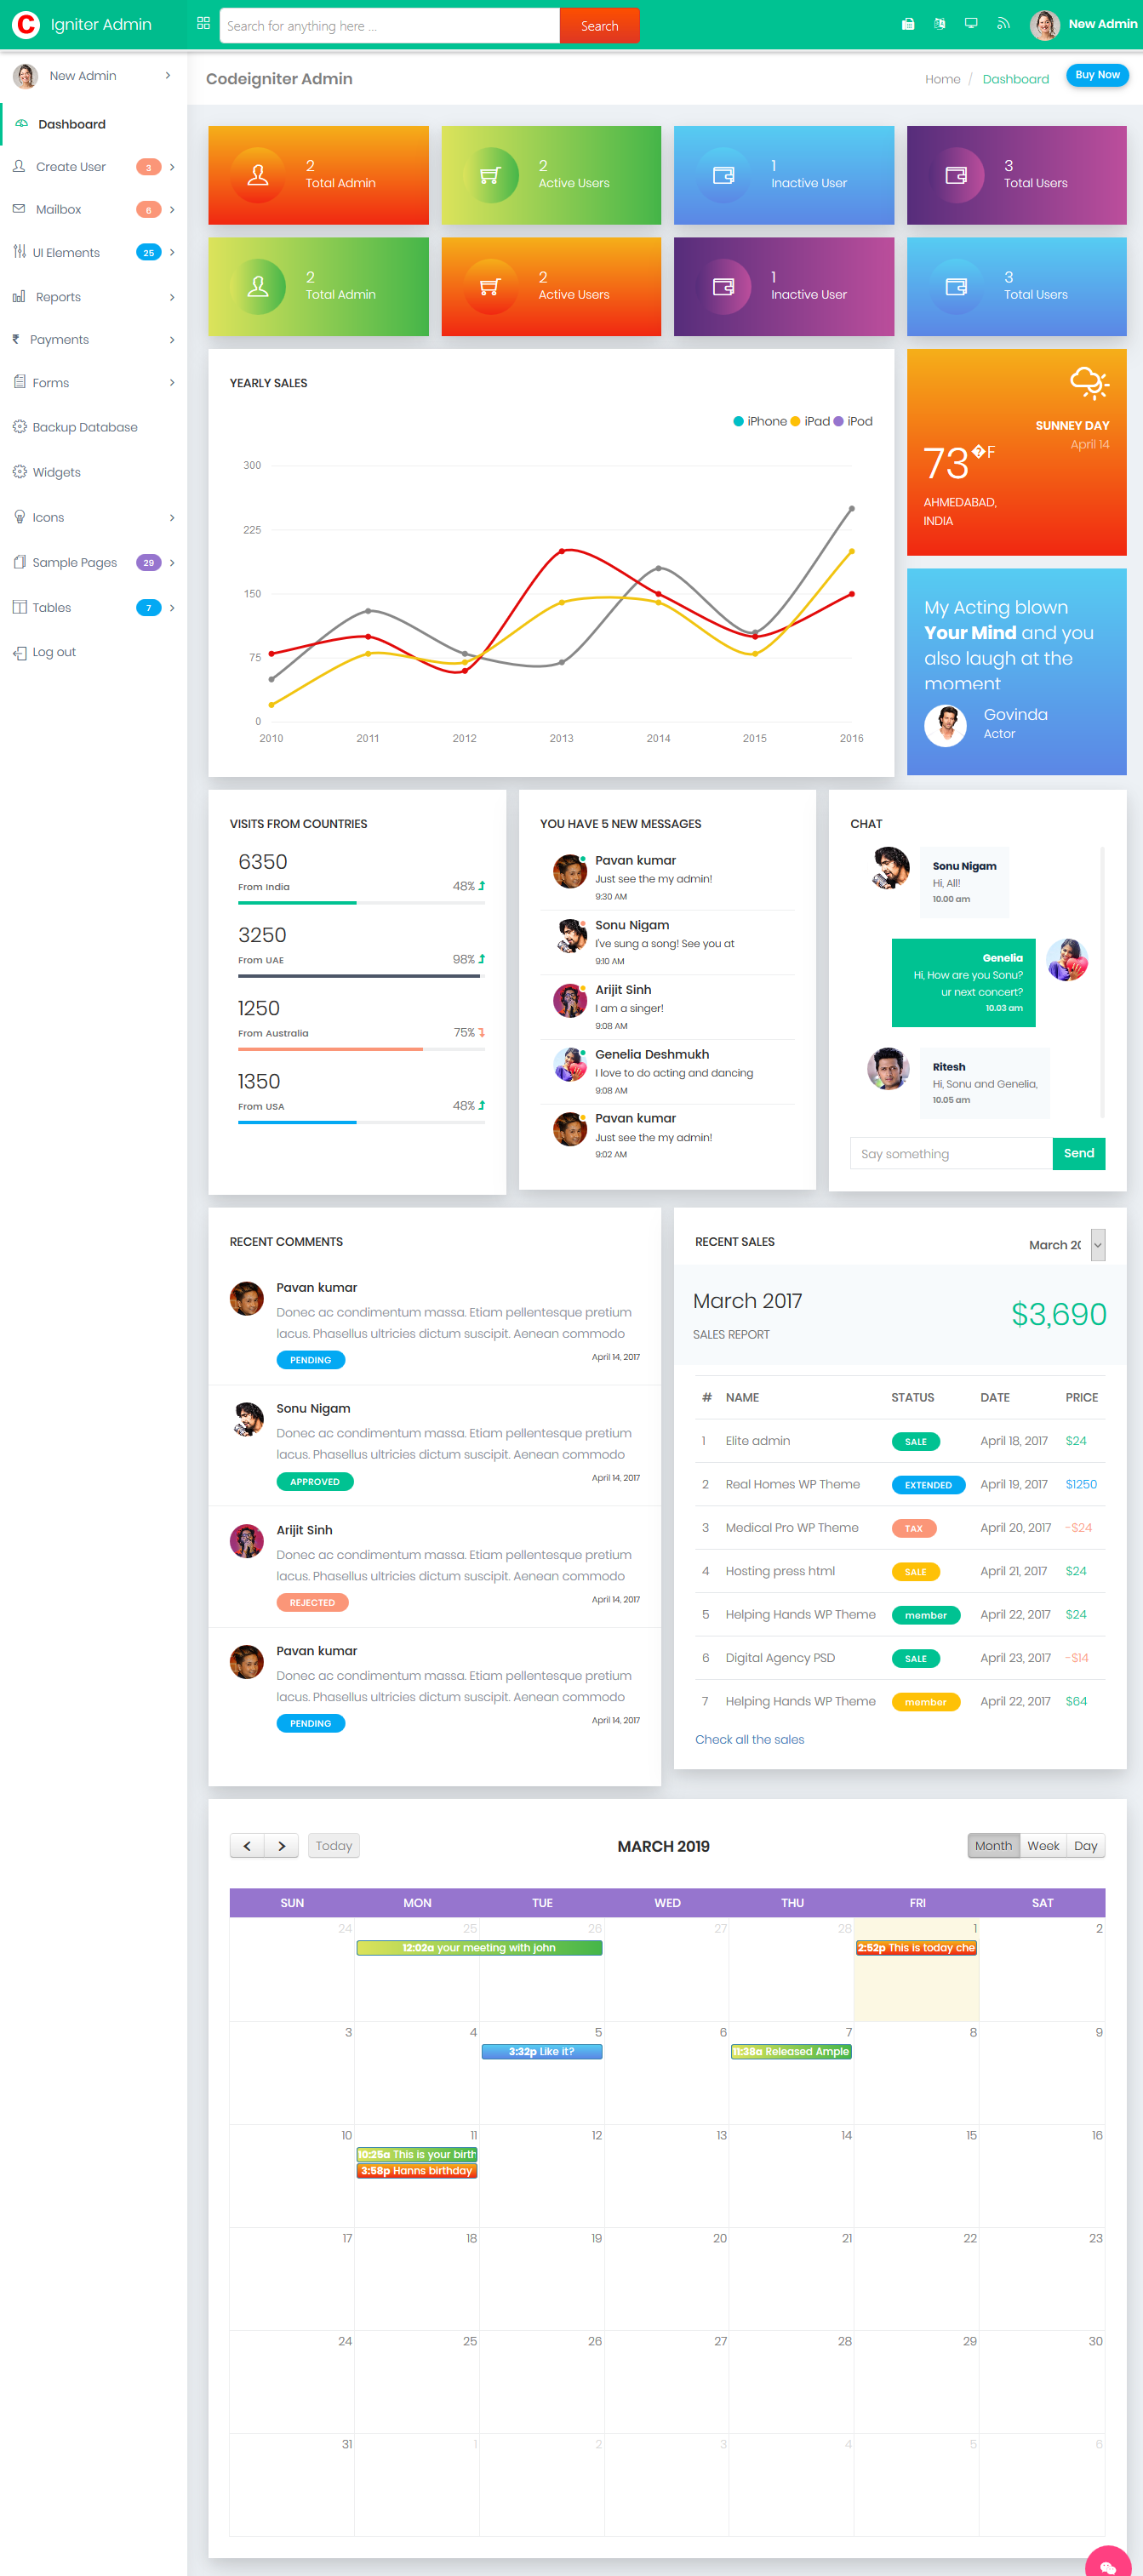 C Igniter Admin
Search for anything here ...
Search
New Admin
New Admin
Dashboard
Create User 3
Mailbox 6
UI Elements 25
Reports
₹ Payments
Forms
Backup Database
Widgets
Icons
Sample Pages 29
Tables 7
Log out
Codeigniter Admin
Home / Dashboard
Buy Now
2
Total Admin
2
Active Users
1
Inactive User
3
Total Users
2
Total Admin
2
Active Users
1
Inactive User
3
Total Users
YEARLY SALES
iPhone iPad iPod
300
225
150
75
0
2010 2011 2012 2013 2014 2015 2016
SUNNEY DAY
April 14
73�F
AHMEDABAD,
INDIA
My Acting blown
Your Mind and you
also laugh at the
moment
Govinda
Actor
VISITS FROM COUNTRIES
6350
From India 48%
3250
From UAE 98%
1250
From Australia 75%
1350
From USA 48%
YOU HAVE 5 NEW MESSAGES
Pavan kumar
Just see the my admin!
9:30 AM
Sonu Nigam
I've sung a song! See you at
9:10 AM
Arijit Sinh
I am a singer!
9:08 AM
Genelia Deshmukh
I love to do acting and dancing
9:08 AM
Pavan kumar
Just see the my admin!
9:02 AM
CHAT
Sonu Nigam
Hi, All!
10.00 am
Genelia
Hi, How are you Sonu?
ur next concert?
10.03 am
Ritesh
Hi, Sonu and Genelia,
10.05 am
Say something
Send
RECENT COMMENTS
Pavan kumar
Donec ac condimentum massa. Etiam pellentesque pretium
lacus. Phasellus ultricies dictum suscipit. Aenean commodo
PENDING April 14, 2017
Sonu Nigam
Donec ac condimentum massa. Etiam pellentesque pretium
lacus. Phasellus ultricies dictum suscipit. Aenean commodo
APPROVED April 14, 2017
Arijit Sinh
Donec ac condimentum massa. Etiam pellentesque pretium
lacus. Phasellus ultricies dictum suscipit. Aenean commodo
REJECTED April 14, 2017
Pavan kumar
Donec ac condimentum massa. Etiam pellentesque pretium
lacus. Phasellus ultricies dictum suscipit. Aenean commodo
PENDING April 14, 2017
RECENT SALES
March 20
March 2017
SALES REPORT
$3,690
# NAME STATUS DATE PRICE
1 Elite admin SALE April 18, 2017 $24
2 Real Homes WP Theme EXTENDED April 19, 2017 $1250
3 Medical Pro WP Theme TAX April 20, 2017 -$24
4 Hosting press html SALE April 21, 2017 $24
5 Helping Hands WP Theme member April 22, 2017 $24
6 Digital Agency PSD SALE April 23, 2017 -$14
7 Helping Hands WP Theme member April 22, 2017 $64
Check all the sales
Today
MARCH 2019
Month Week Day
SUN MON TUE WED THU FRI SAT
24 25 26 27 28 1 2
12:02a your meeting with john
2:52p This is today che
3 4 5 6 7 8 9
3:32p Like it?
11:38a Released Ample
10 11 12 13 14 15 16
10:25a This is your birth
3:58p Hanns birthday
17 18 19 20 21 22 23
24 25 26 27 28 29 30
31 1 2 3 4 5 6